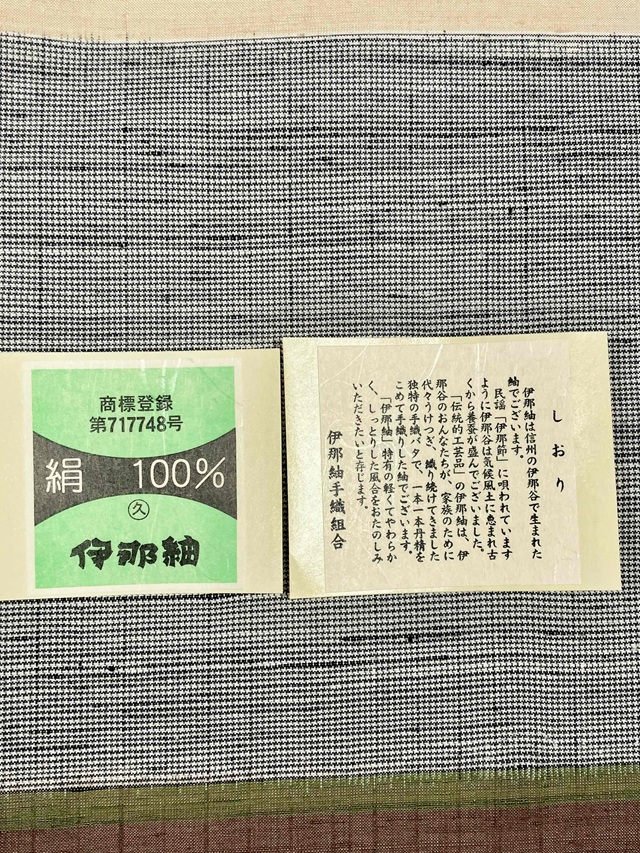 商標登録
第717748号
絹 100%
久
伊那紬
しおり
伊那紬は信州の伊那谷で生まれた
紬でございます。
民謡「伊那節」に唄われています
ように伊那谷は気候風土に恵まれ古
くから養蚕が盛んでございました。
「伝統的工芸品」の伊那紬は、伊
那谷のおんなたちが、家族のために
代々うけつぎ、織り続けてきました
独特の手織バタで、一本一本丹精を
こめて手織りした紬でございます。
「伊那紬」特有の軽くてやわらか
く、しっとりした風合をおたのしみ
いただきたいと存じます。
伊那紬手織組合